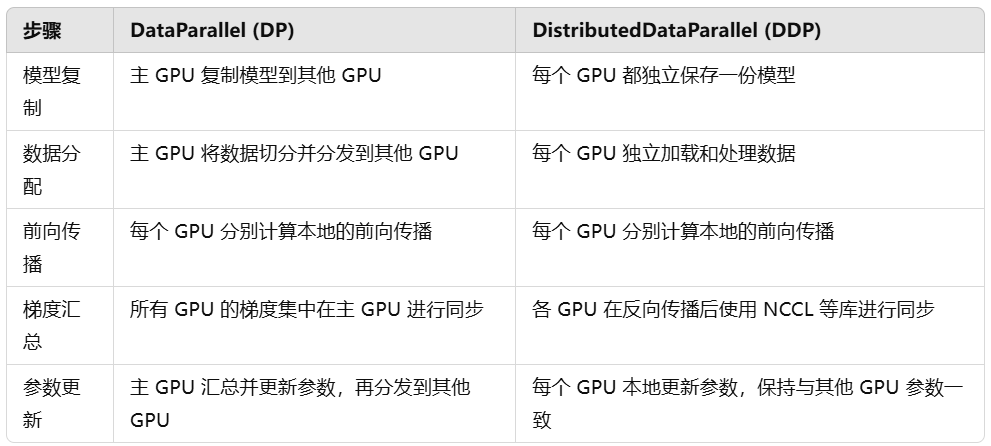 步骤 DataParallel (DP) DistributedDataParallel (DDP)
模型复 主 GPU 复制模型到其他 GPU 每个 GPU 都独立保存一份模型
制
数据分 主 GPU 将数据切分并分发到其他 GPU 每个 GPU 独立加载和处理数据
配
前向传 每个 GPU 分别计算本地的前向传播 每个 GPU 分别计算本地的前向传播
播
梯度汇 所有 GPU 的梯度集中在主 GPU 进行同步 各 GPU 在反向传播后使用 NCCL 等库进行同步
总
参数更 主 GPU 汇总并更新参数，再分发到其他 每个 GPU 本地更新参数，保持与其他 GPU 参数一
新 GPU 致